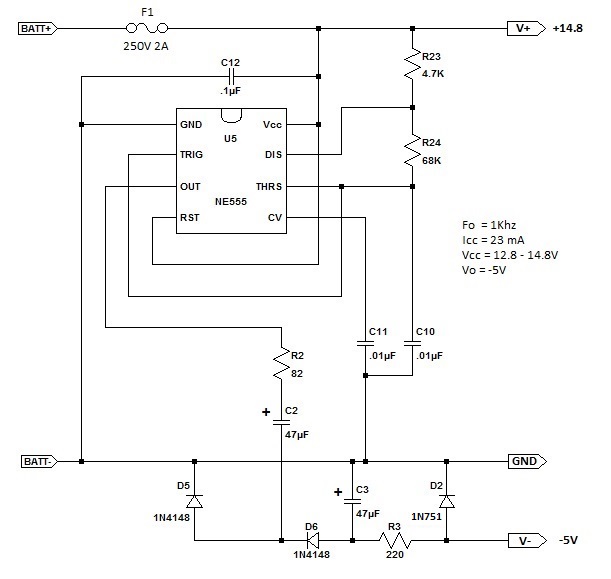 F1
BATT+
250V 2A
V+
+14.8
C12
.1µF
R23
4.7K
GND
Vcc
U5
TRIG
DIS
R24
68K
OUT
THRS
NE555
RST
CV
Fo = 1Khz
Icc = 23 mA
Vcc = 12.8 - 14.8V
Vo = -5V
C11
.01µF
C10
.01µF
R2
82
+
C2
47µF
BATT-
GND
D5
1N4148
+
C3
47µF
D2
1N751
D6
1N4148
R3
220
V-
-5V